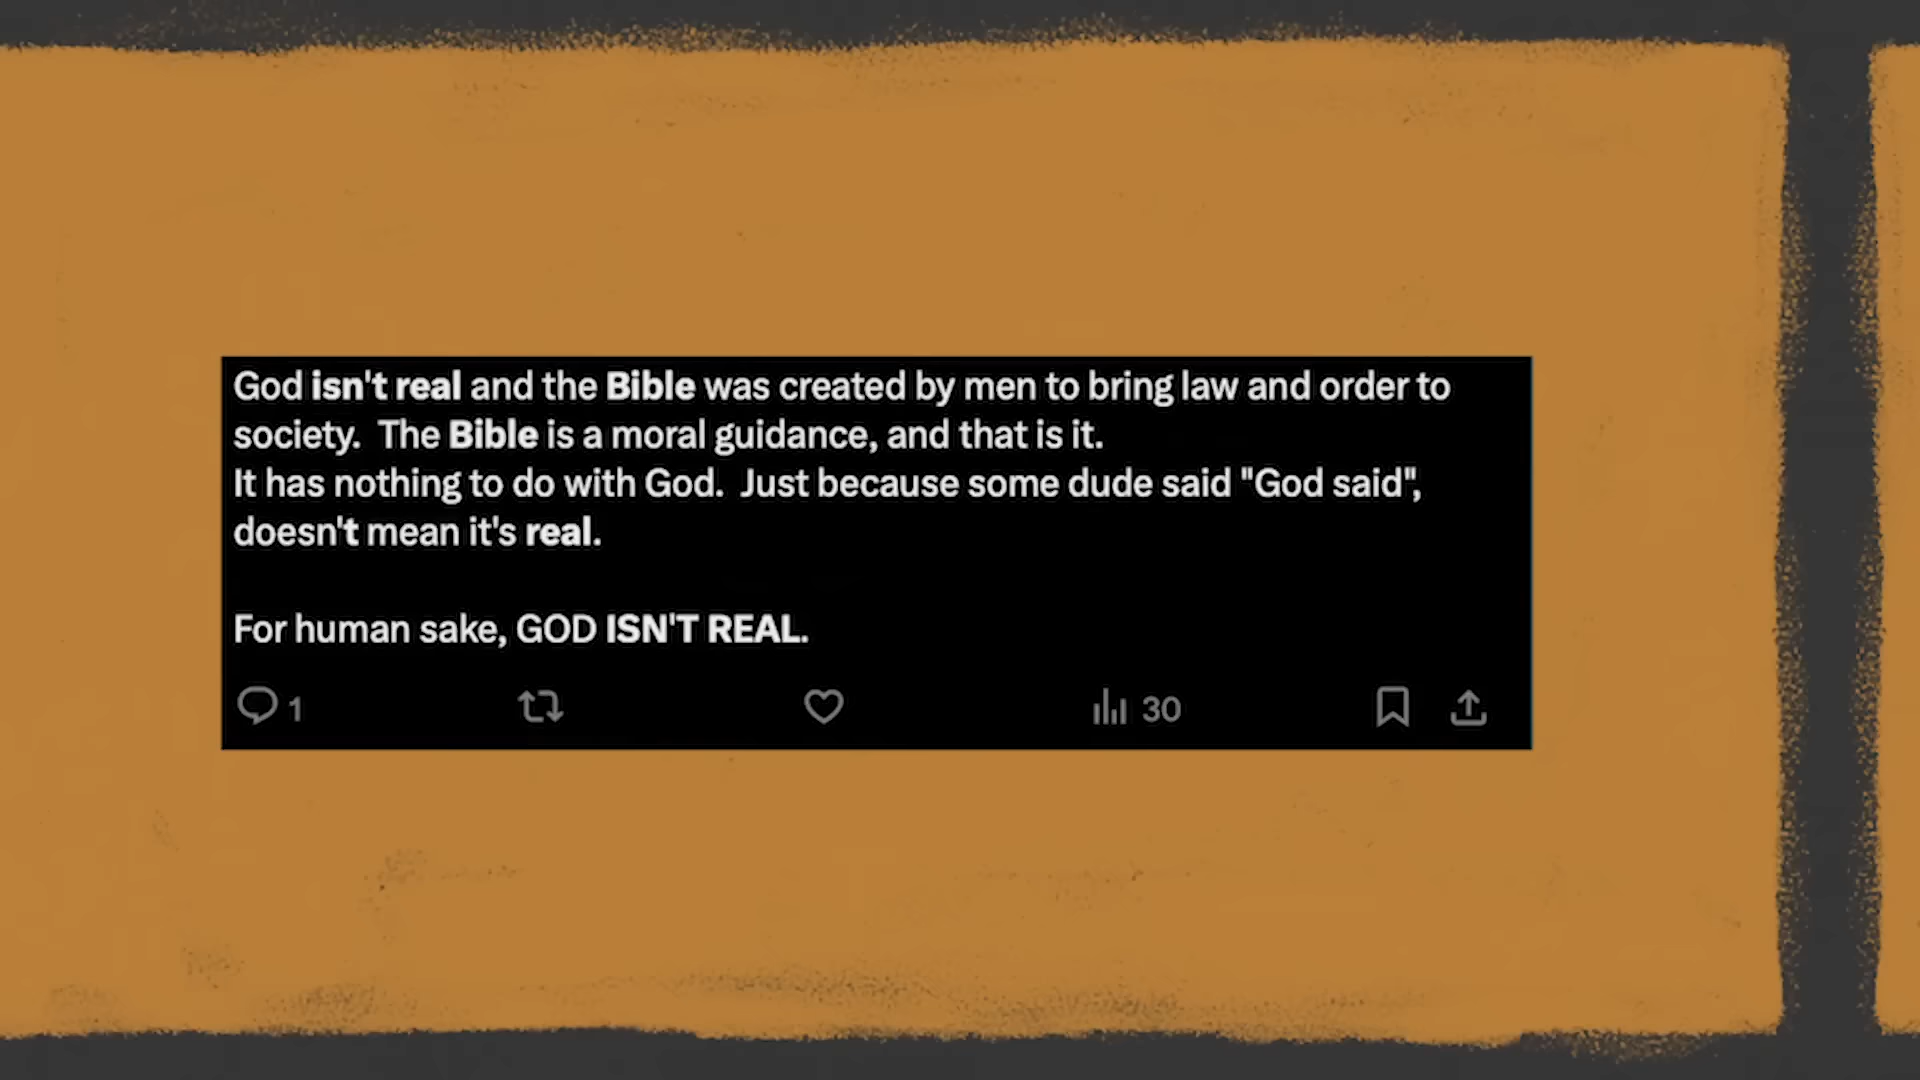 God isn't real and the Bible was created by men to bring law and order to
society.  The Bible is a moral guidance, and that is it.
It has nothing to do with God.  Just because some dude said "God said",
doesn't mean it's real.
For human sake, GOD ISN'T REAL.
1 30